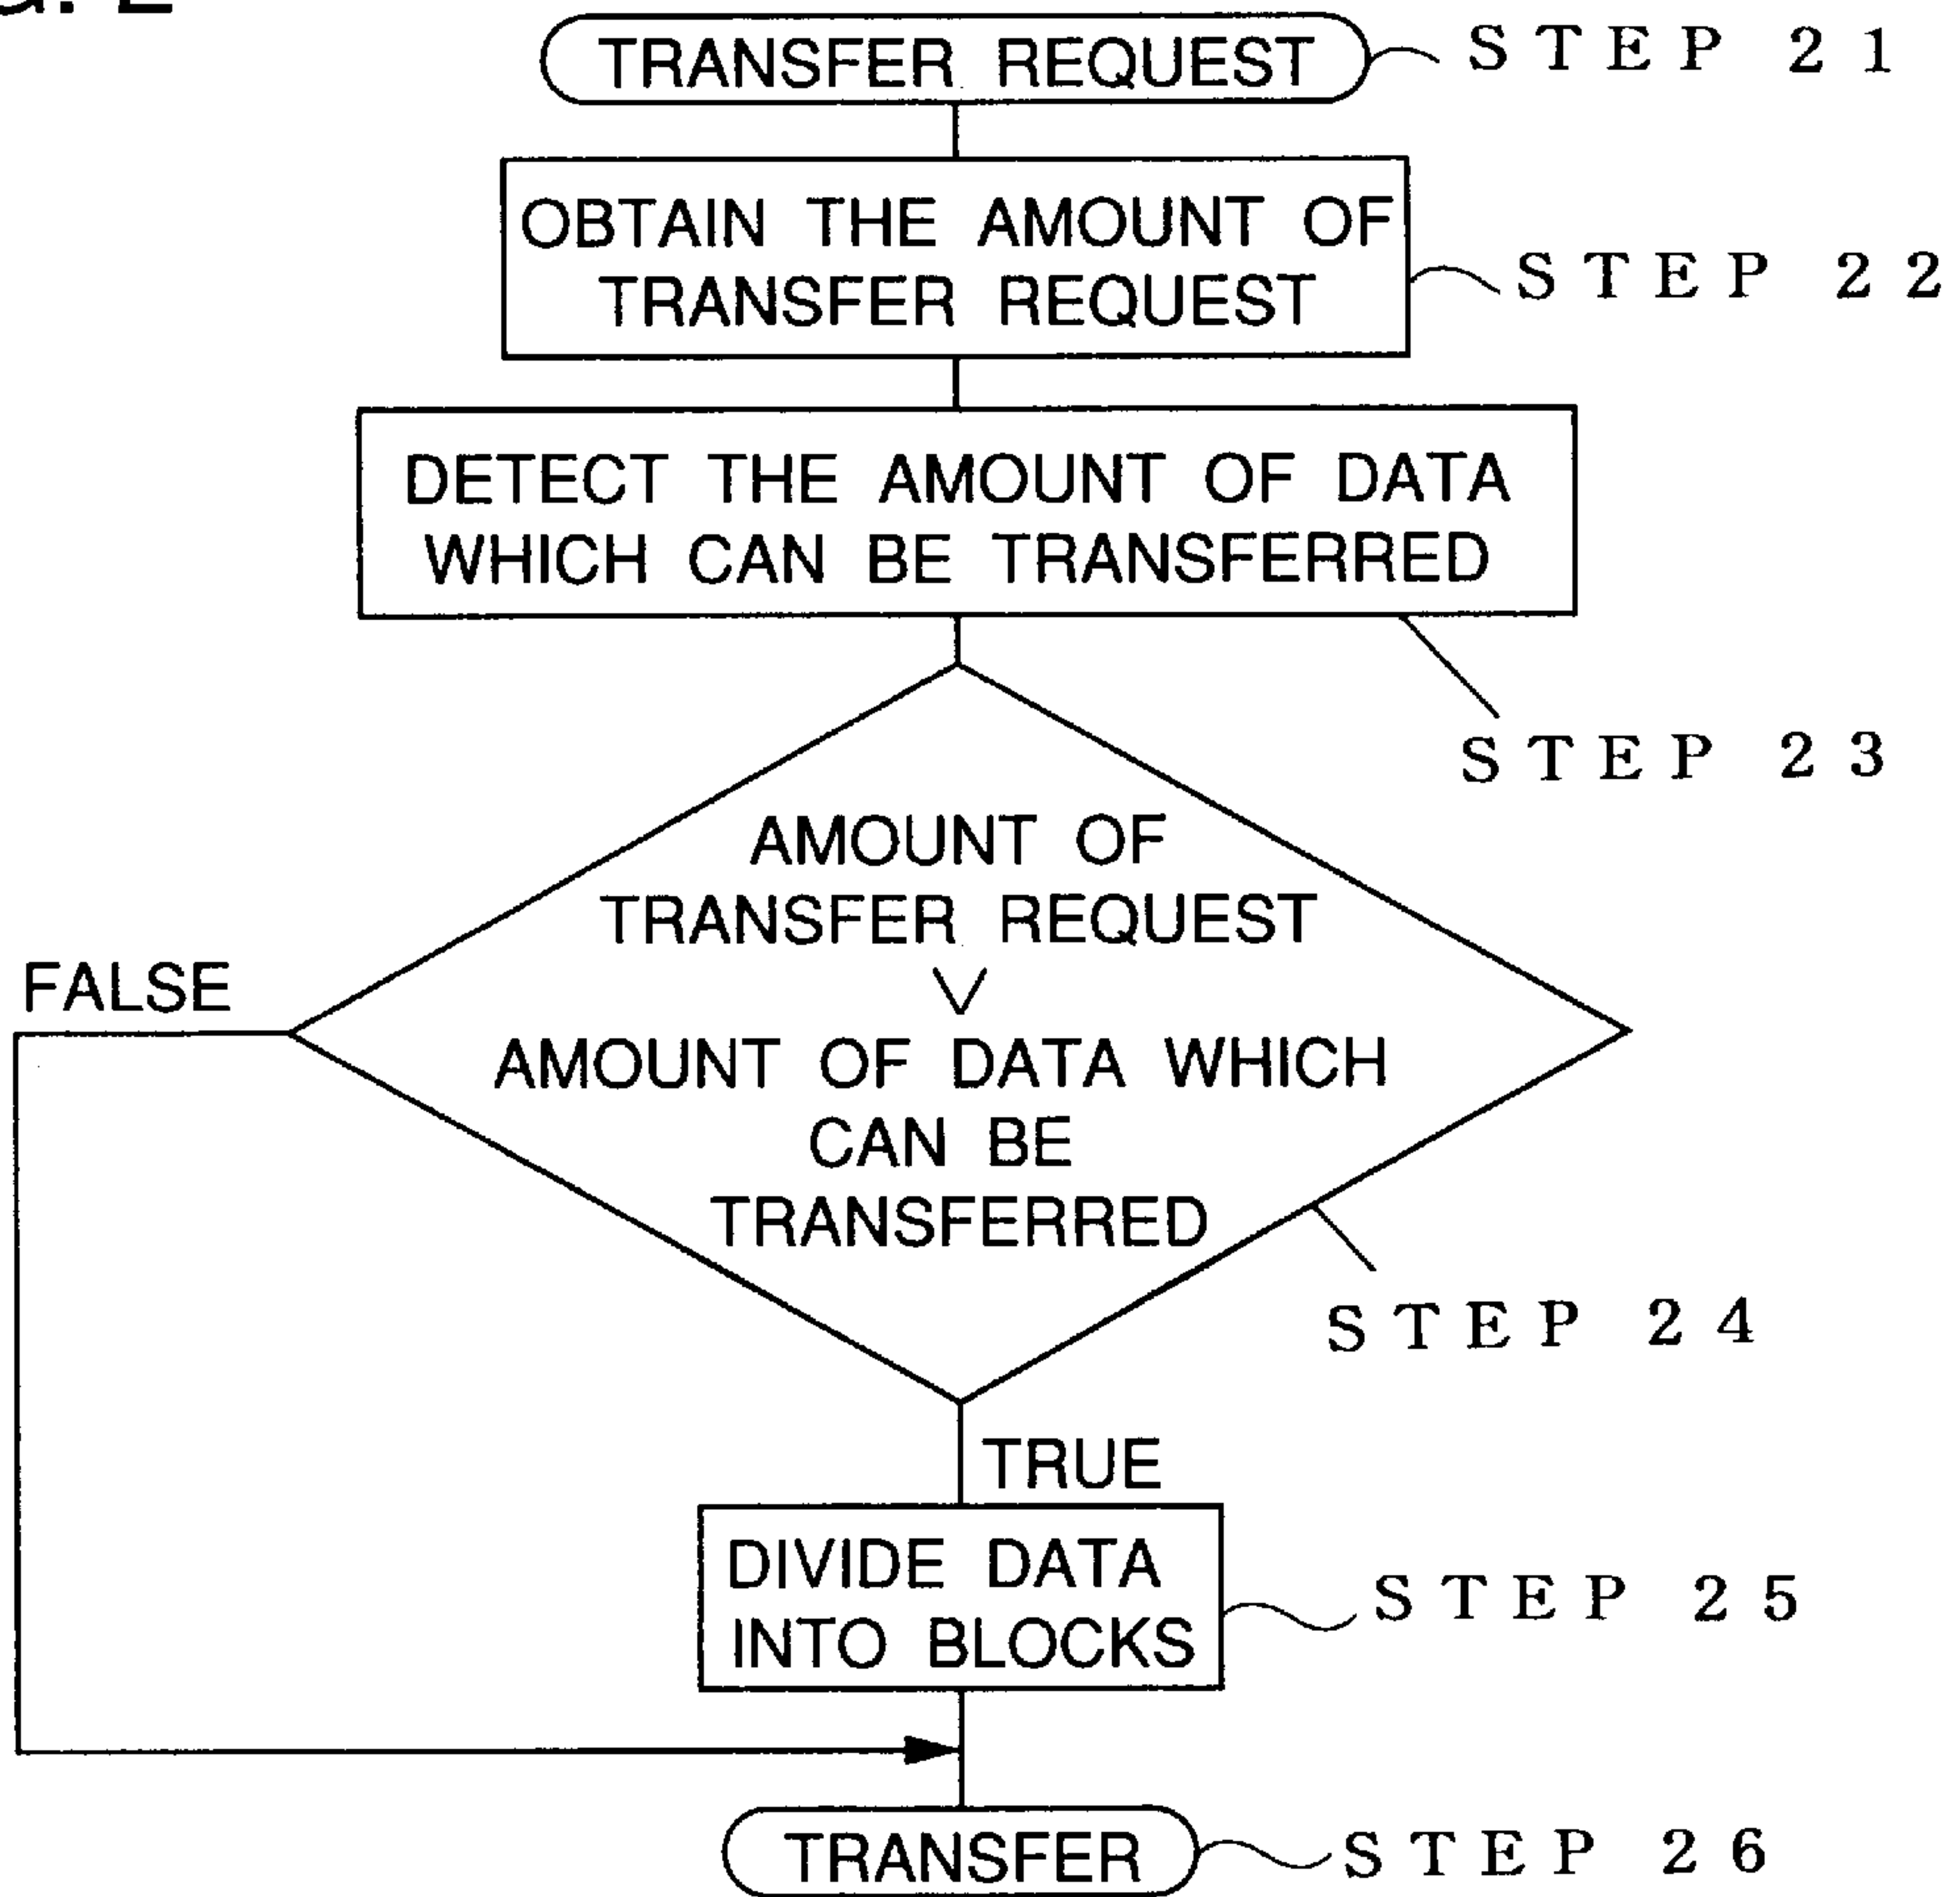 TRANSFER REQUEST
STEP 21
OBTAIN THE AMOUNT OF
TRANSFER REQUEST
STEP 22
DETECT THE AMOUNT OF DATA
WHICH CAN BE TRANSFERRED
STEP 23
AMOUNT OF
TRANSFER REQUEST
V
AMOUNT OF DATA WHICH
CAN BE
TRANSFERRED
FALSE
STEP 24
TRUE
DIVIDE DATA
INTO BLOCKS
STEP 25
TRANSFER
STEP 26